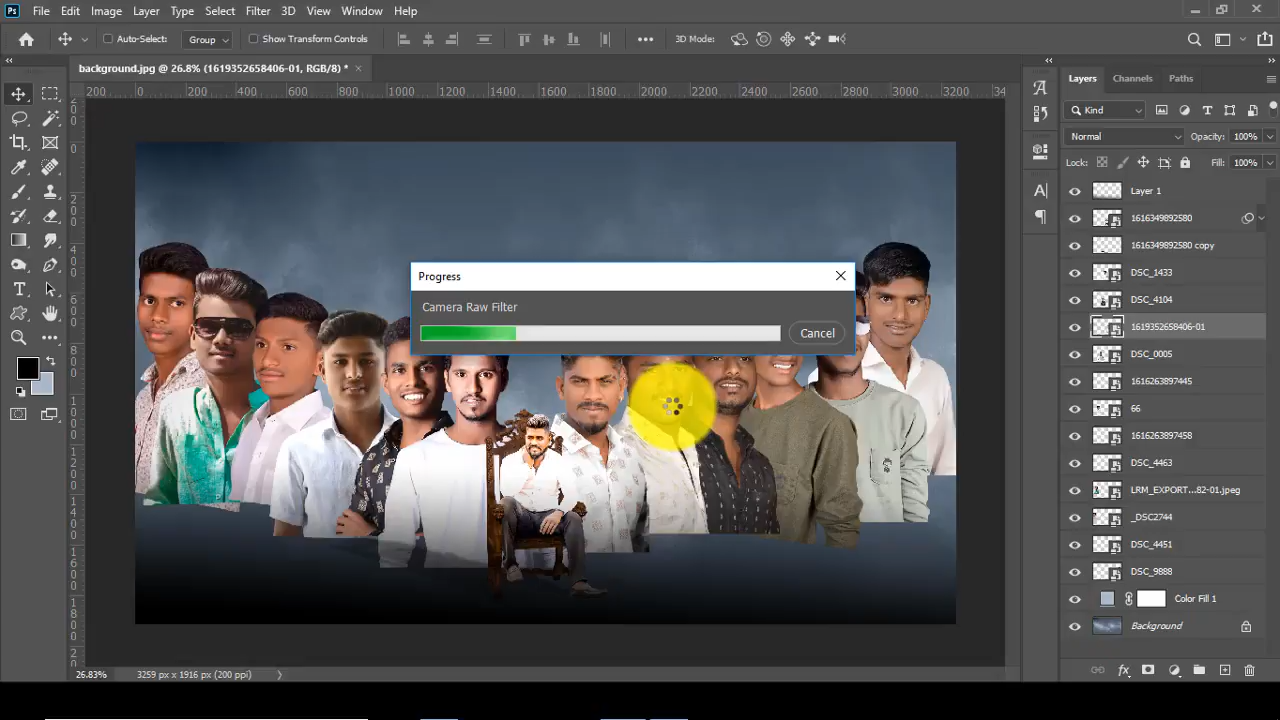 Ps File Edit Image Layer Type Select Filter 3D View Window Help
Auto-Select: Group Show Transform Controls 3D Mode:
background.jpg @ 26.8% (1619352658406-01, RGB/8) *
200 0 200 400 600 800 1000 1200 1400 1600 1800 2000 2200 2400 2600 2800 3000 3200
Layers Channels Paths
Kind
Normal Opacity: 100%
Lock: Fill: 100%
Layer 1
1616349892580
1616349892580 copy
DSC_1433
DSC_4104
1619352658406-01
DSC_0005
1616263897445
66
1616263897458
DSC_4463
LRM_EXPORT...82-01.jpeg
_DSC2744
DSC_4451
DSC_9888
Color Fill 1
Background
Progress
Camera Raw Filter
Cancel
26.83% 3259 px x 1916 px (200 ppi)